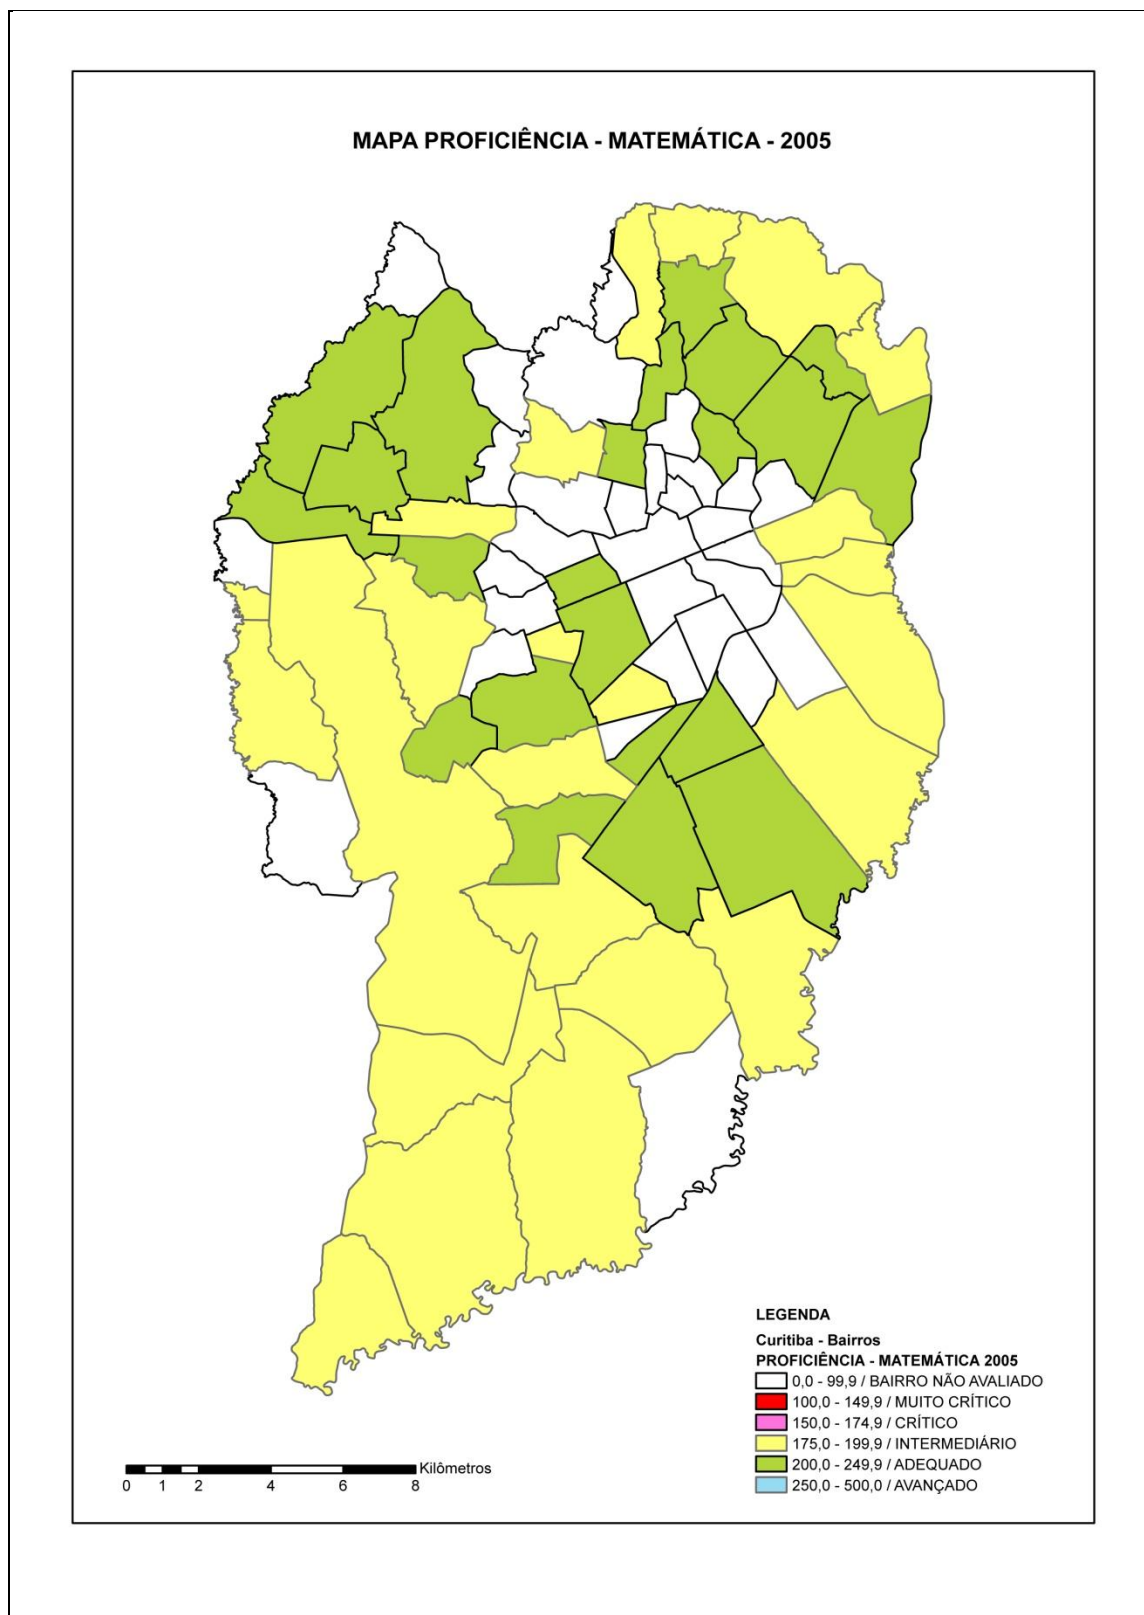 MAPA PROFICIÊNCIA - MATEMÁTICA - 2005
LEGENDA
Curitiba - Bairros
PROFICIÊNCIA - MATEMÁTICA 2005
0,0 - 99,9 / BAIRRO NÃO AVALIADO
100,0 - 149,9 / MUITO CRÍTICO
150,0 - 174,9 / CRÍTICO
175,0 - 199,9 / INTERMEDIÁRIO
200,0 - 249,9 / ADEQUADO
250,0 - 500,0 / AVANÇADO
Kilômetros
0 1 2 4 6 8